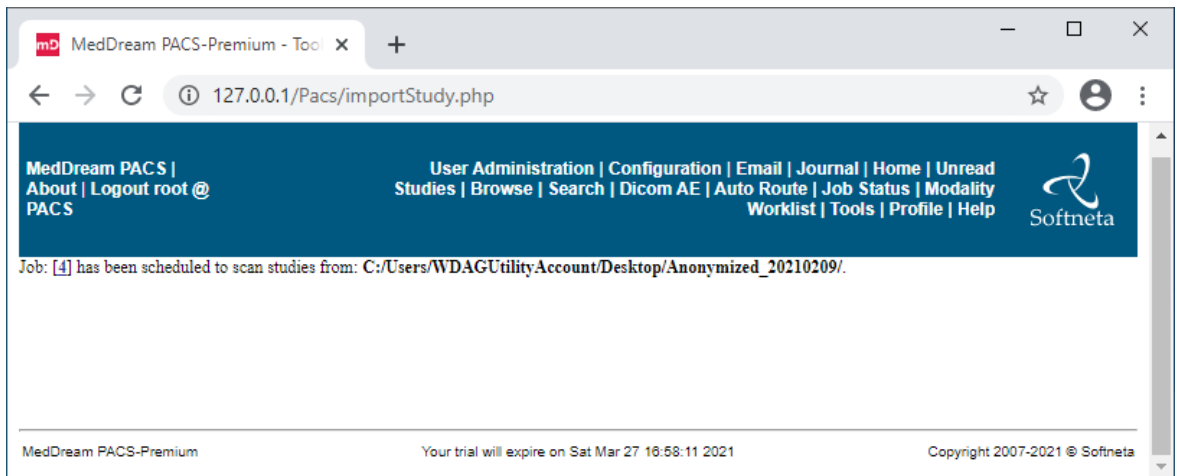 mD MedDream PACS-Premium - Tool
127.0.0.1/Pacs/importStudy.php
MedDream PACS |
About | Logout root @
PACS
User Administration | Configuration | Email | Journal | Home | Unread
Studies | Browse | Search | Dicom AE | Auto Route | Job Status | Modality
Worklist | Tools | Profile | Help
Softneta
Job: [4] has been scheduled to scan studies from: C:/Users/WDAGUtilityAccount/Desktop/Anonymized_20210209/.
MedDream PACS-Premium
Your trial will expire on Sat Mar 27 16:58:11 2021
Copyright 2007-2021 © Softneta